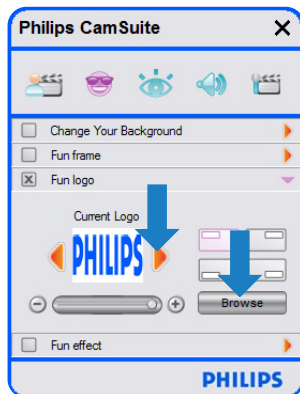 Philips CamSuite
Change Your Background
Fun frame
Fun logo
Current Logo
PHILIPS
Browse
Fun effect
PHILIPS